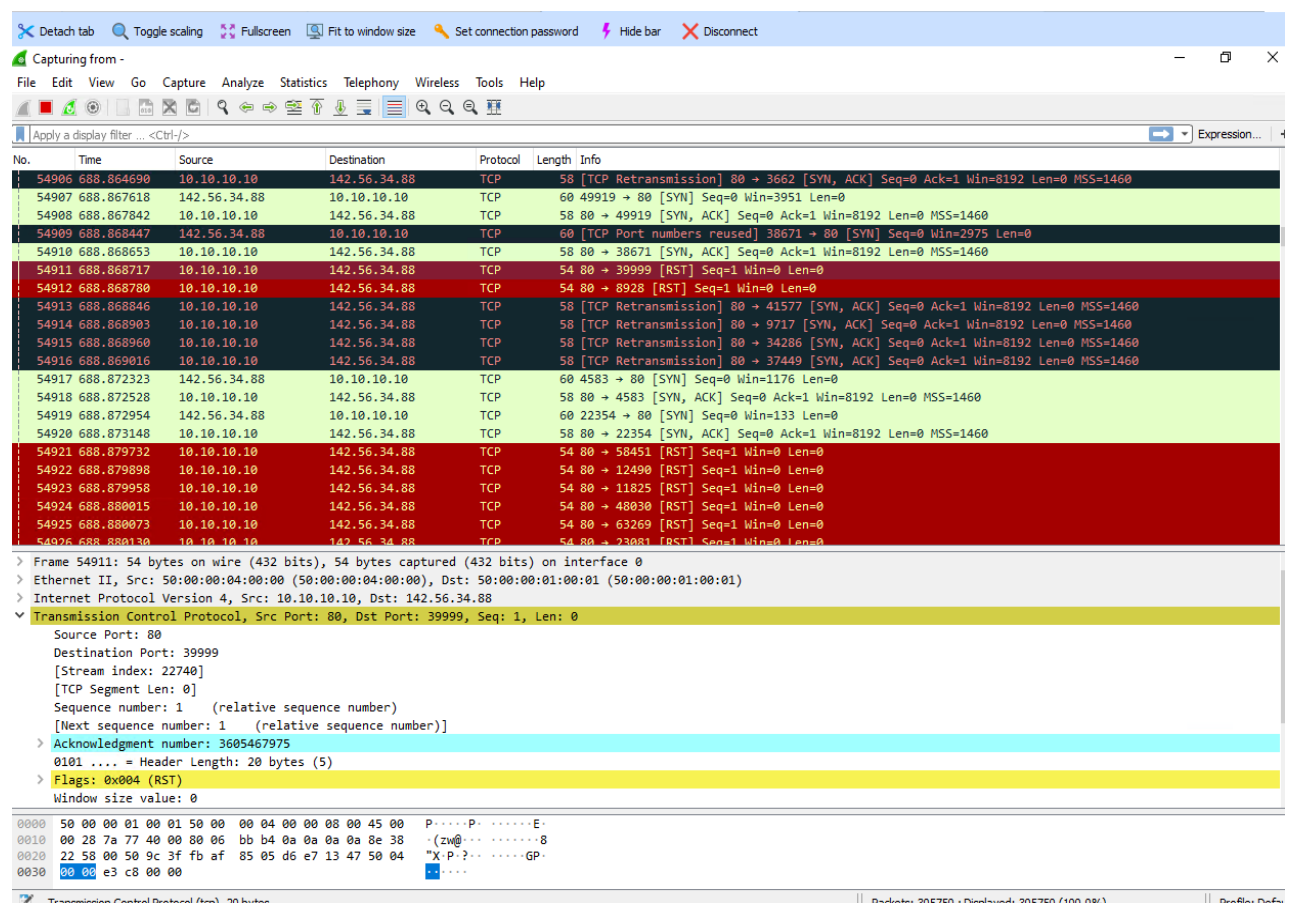 Detach tab Toggle scaling Fullscreen Fit to window size Set connection password Hide bar Disconnect
Capturing from -
File Edit View Go Capture Analyze Statistics Telephony Wireless Tools Help
Apply a display filter ... <Ctrl-/> Expression... +
No. Time Source Destination Protocol Length Info
54906 688.864690 10.10.10.10 142.56.34.88 TCP 58 [TCP Retransmission] 80 → 3662 [SYN, ACK] Seq=0 Ack=1 Win=8192 Len=0 MSS=1460
54907 688.867618 142.56.34.88 10.10.10.10 TCP 60 49919 → 80 [SYN] Seq=0 Win=3951 Len=0
54908 688.867842 10.10.10.10 142.56.34.88 TCP 58 80 → 49919 [SYN, ACK] Seq=0 Ack=1 Win=8192 Len=0 MSS=1460
54909 688.868447 142.56.34.88 10.10.10.10 TCP 60 [TCP Port numbers reused] 38671 → 80 [SYN] Seq=0 Win=2975 Len=0
54910 688.868653 10.10.10.10 142.56.34.88 TCP 58 80 → 38671 [SYN, ACK] Seq=0 Ack=1 Win=8192 Len=0 MSS=1460
54911 688.868717 10.10.10.10 142.56.34.88 TCP 54 80 → 39999 [RST] Seq=1 Win=0 Len=0
54912 688.868780 10.10.10.10 142.56.34.88 TCP 54 80 → 8928 [RST] Seq=1 Win=0 Len=0
54913 688.868846 10.10.10.10 142.56.34.88 TCP 58 [TCP Retransmission] 80 → 41577 [SYN, ACK] Seq=0 Ack=1 Win=8192 Len=0 MSS=1460
54914 688.868903 10.10.10.10 142.56.34.88 TCP 58 [TCP Retransmission] 80 → 9717 [SYN, ACK] Seq=0 Ack=1 Win=8192 Len=0 MSS=1460
54915 688.868960 10.10.10.10 142.56.34.88 TCP 58 [TCP Retransmission] 80 → 34286 [SYN, ACK] Seq=0 Ack=1 Win=8192 Len=0 MSS=1460
54916 688.869016 10.10.10.10 142.56.34.88 TCP 58 [TCP Retransmission] 80 → 37449 [SYN, ACK] Seq=0 Ack=1 Win=8192 Len=0 MSS=1460
54917 688.872323 142.56.34.88 10.10.10.10 TCP 60 4583 → 80 [SYN] Seq=0 Win=1176 Len=0
54918 688.872528 10.10.10.10 142.56.34.88 TCP 58 80 → 4583 [SYN, ACK] Seq=0 Ack=1 Win=8192 Len=0 MSS=1460
54919 688.872954 142.56.34.88 10.10.10.10 TCP 60 22354 → 80 [SYN] Seq=0 Win=133 Len=0
54920 688.873148 10.10.10.10 142.56.34.88 TCP 58 80 → 22354 [SYN, ACK] Seq=0 Ack=1 Win=8192 Len=0 MSS=1460
54921 688.879732 10.10.10.10 142.56.34.88 TCP 54 80 → 58451 [RST] Seq=1 Win=0 Len=0
54922 688.879898 10.10.10.10 142.56.34.88 TCP 54 80 → 12490 [RST] Seq=1 Win=0 Len=0
54923 688.879958 10.10.10.10 142.56.34.88 TCP 54 80 → 11825 [RST] Seq=1 Win=0 Len=0
54924 688.880015 10.10.10.10 142.56.34.88 TCP 54 80 → 48030 [RST] Seq=1 Win=0 Len=0
54925 688.880073 10.10.10.10 142.56.34.88 TCP 54 80 → 63269 [RST] Seq=1 Win=0 Len=0
54926 688.880130 10.10.10.10 142.56.34.88 TCP 54 80 → 23081 [RST] Seq=1 Win=0 Len=0
Frame 54911: 54 bytes on wire (432 bits), 54 bytes captured (432 bits) on interface 0
Ethernet II, Src: 50:00:00:04:00:00 (50:00:00:04:00:00), Dst: 50:00:00:01:00:01 (50:00:00:01:00:01)
Internet Protocol Version 4, Src: 10.10.10.10, Dst: 142.56.34.88
Transmission Control Protocol, Src Port: 80, Dst Port: 39999, Seq: 1, Len: 0
Source Port: 80
Destination Port: 39999
[Stream index: 22740]
[TCP Segment Len: 0]
Sequence number: 1 (relative sequence number)
[Next sequence number: 1 (relative sequence number)]
Acknowledgment number: 3605467975
0101 .... = Header Length: 20 bytes (5)
Flags: 0x004 (RST)
Window size value: 0
0000 50 00 00 01 00 01 50 00 00 04 00 00 08 00 45 00 P·····P· ······E·
0010 00 28 7a 77 40 00 80 06 bb b4 0a 0a 0a 0a 8e 38 ·(zw@··· ·······8
0020 22 58 00 50 9c 3f fb af 85 05 d6 e7 13 47 50 04 "X·P·?·· ·····GP·
0030 00 00 e3 c8 00 00 ······
Transmission Control Protocol (tcp), 20 bytes Packets: 305750 · Displayed: 305750 (100.0%)